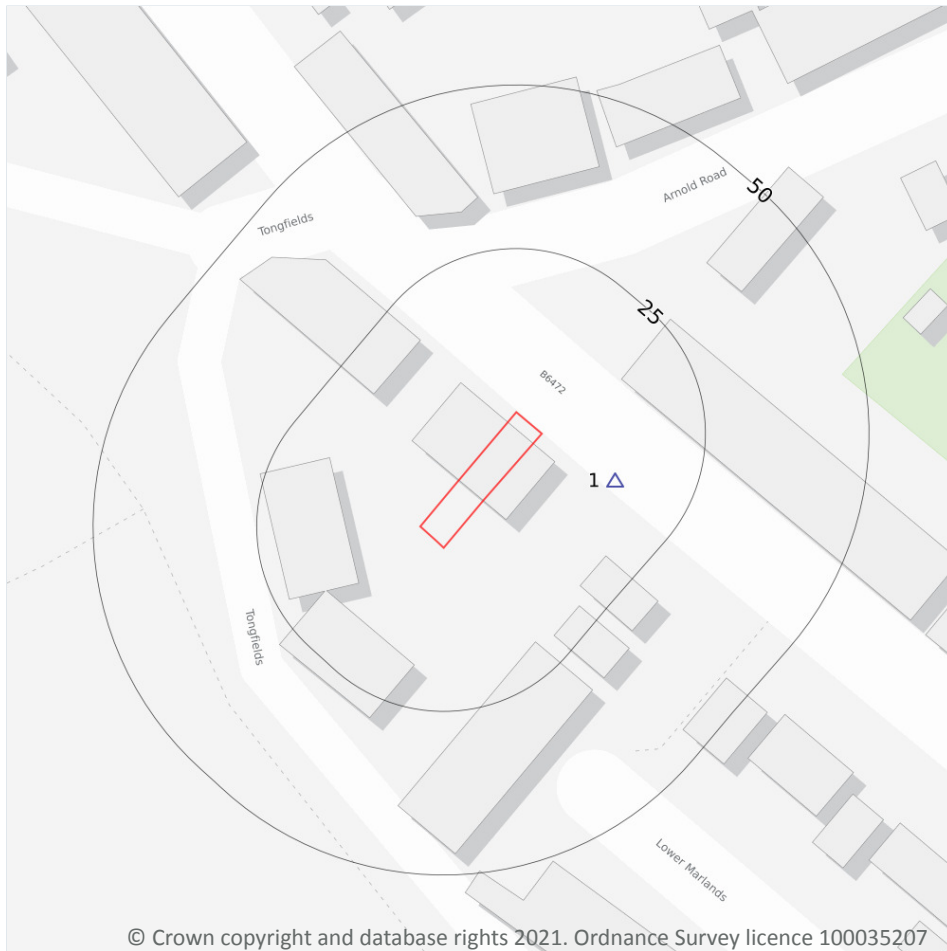 Arnold Road
50
Tongfields
25
B6472
1
Tongfields
Lower Marlands
© Crown copyright and database rights 2021. Ordnance Survey licence 100035207